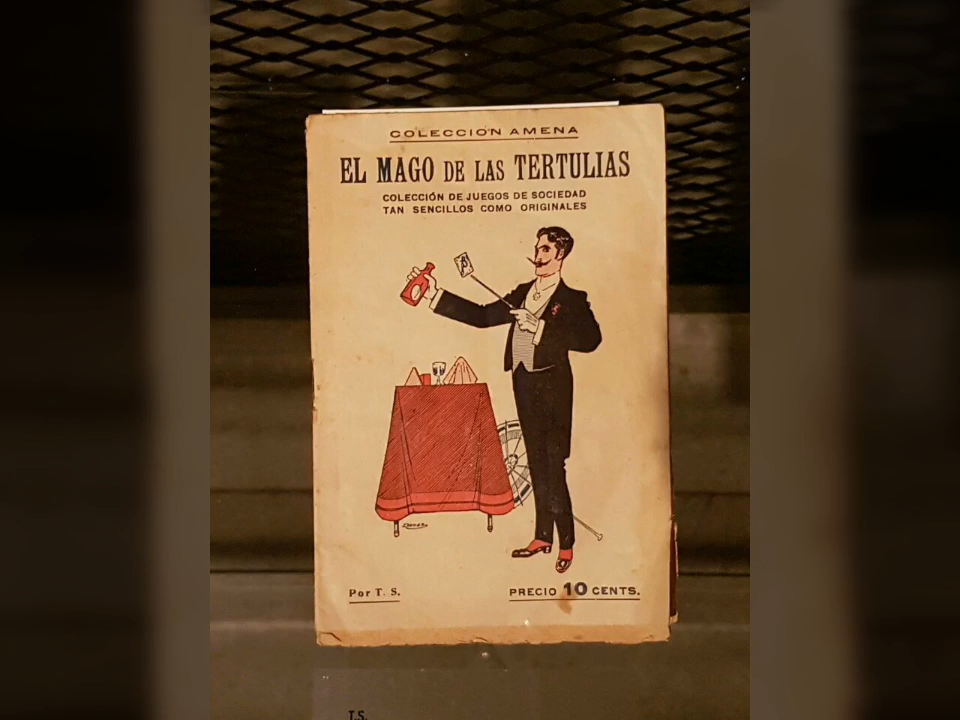 COLECCIÓN AMENA
EL MAGO DE LAS TERTULIAS
COLECCIÓN DE JUEGOS DE SOCIEDAD
TAN SENCILLOS COMO ORIGINALES
Por T. S.
PRECIO 10 CENTS.
T.S.